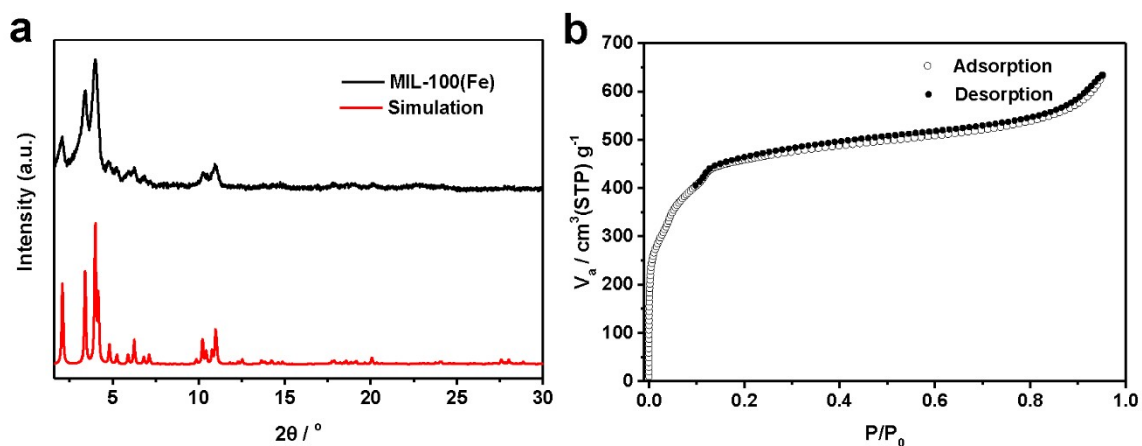 a
Intensity (a.u.)
MIL-100(Fe)
Simulation
5 10 15 20 25 30
2θ / °
b
V_a / cm³(STP) g⁻¹
700
600
500
400
300
200
100
0
Adsorption
Desorption
0.0 0.2 0.4 0.6 0.8 1.0
P/P₀